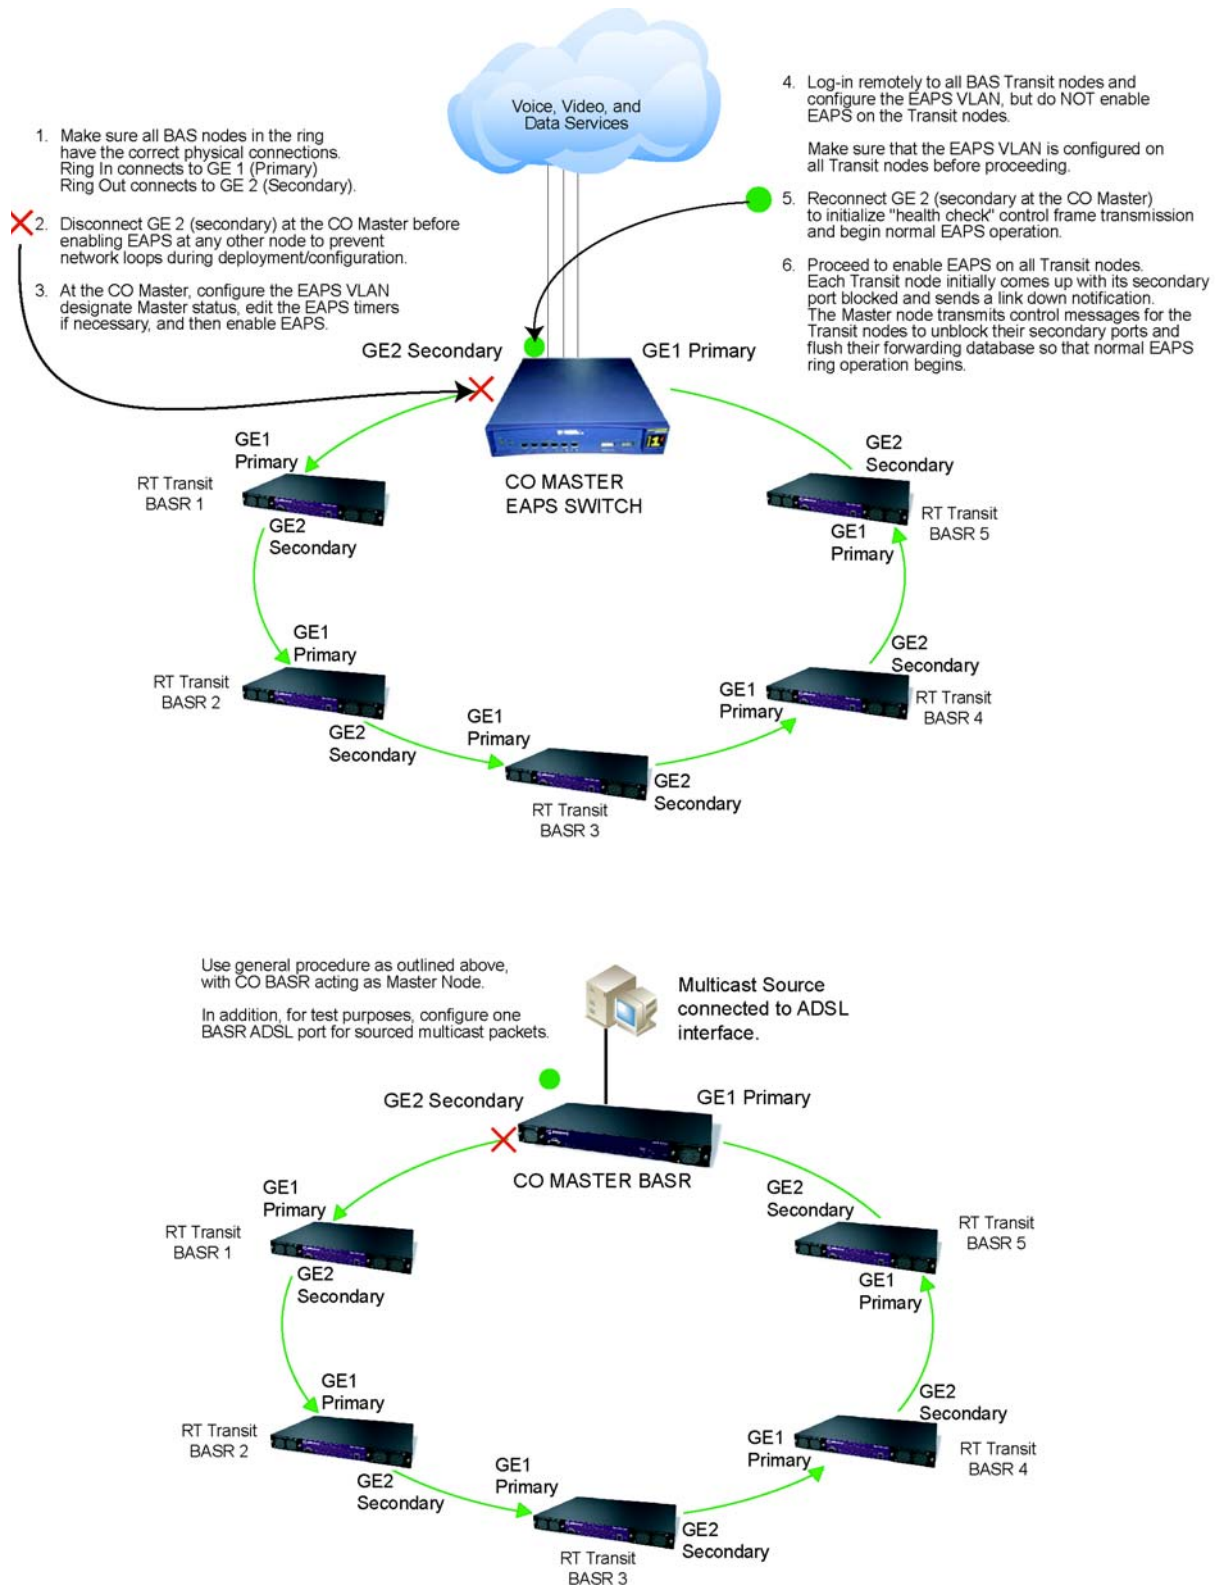 Voice, Video, and
Data Services
1. Make sure all BAS nodes in the ring
have the correct physical connections.
Ring In connects to GE 1 (Primary)
Ring Out connects to GE 2 (Secondary).
2. Disconnect GE 2 (secondary) at the CO Master before
enabling EAPS at any other node to prevent
network loops during deployment/configuration.
3. At the CO Master, configure the EAPS VLAN
designate Master status, edit the EAPS timers
if necessary, and then enable EAPS.
4. Log-in remotely to all BAS Transit nodes and
configure the EAPS VLAN, but do NOT enable
EAPS on the Transit nodes.
Make sure that the EAPS VLAN is configured on
all Transit nodes before proceeding.
5. Reconnect GE 2 (secondary at the CO Master)
to initialize "health check" control frame transmission
and begin normal EAPS operation.
6. Proceed to enable EAPS on all Transit nodes.
Each Transit node initially comes up with its secondary
port blocked and sends a link down notification.
The Master node transmits control messages for the
Transit nodes to unblock their secondary ports and
flush their forwarding database so that normal EAPS
ring operation begins.
GE2 Secondary
GE1 Primary
CO MASTER
EAPS SWITCH
GE1
Primary
RT Transit
BASR 1
GE2
Secondary
GE1
Primary
RT Transit
BASR 2
GE2
Secondary
GE1
Primary
RT Transit
BASR 3
GE2
Secondary
GE1
Primary
RT Transit
BASR 4
GE2
Secondary
GE1
Primary
RT Transit
BASR 5
GE2
Secondary
Use general procedure as outlined above,
with CO BASR acting as Master Node.
In addition, for test purposes, configure one
BASR ADSL port for sourced multicast packets.
Multicast Source
connected to ADSL
interface.
GE2 Secondary
GE1 Primary
CO MASTER BASR
GE1
Primary
RT Transit
BASR 1
GE2
Secondary
GE1
Primary
RT Transit
BASR 2
GE2
Secondary
GE1
Primary
RT Transit
BASR 3
GE2
Secondary
GE1
Primary
RT Transit
BASR 4
GE2
Secondary
GE1
Primary
RT Transit
BASR 5
GE2
Secondary